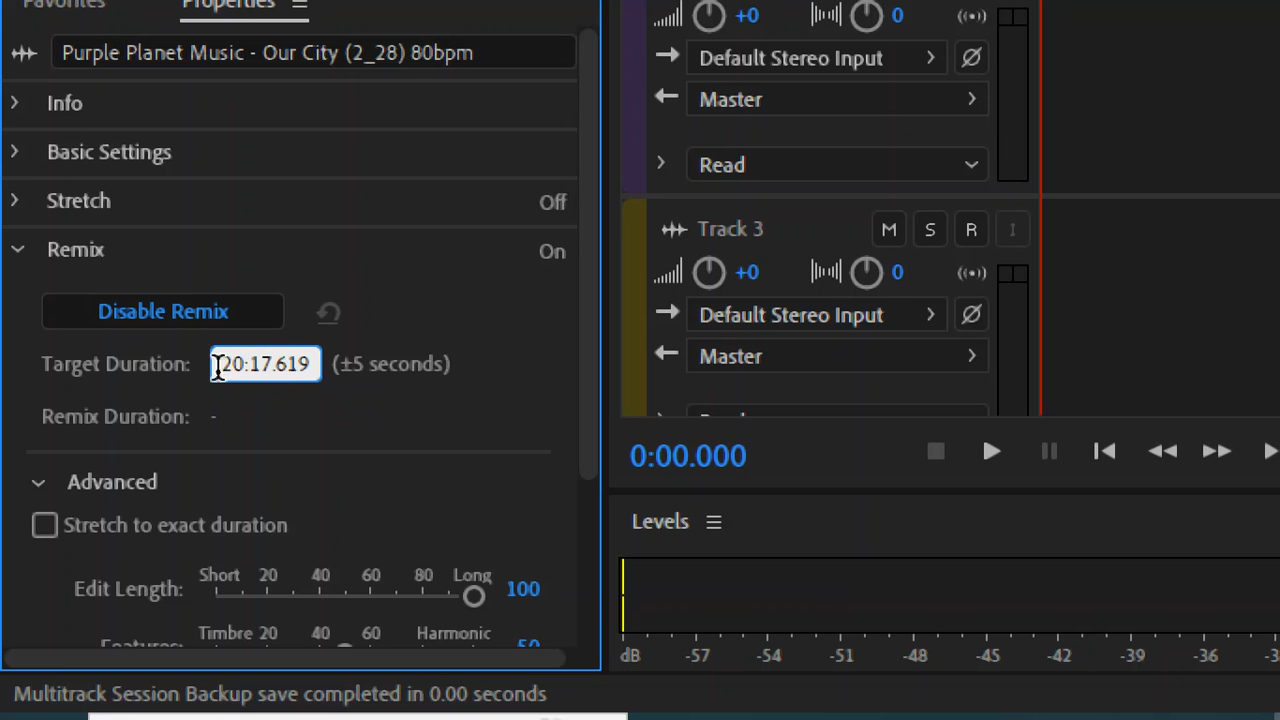 Favorites Properties
Purple Planet Music - Our City (2_28) 80bpm
Info
Basic Settings
Stretch Off
Remix On
Disable Remix
Target Duration: 20:17.619 (±5 seconds)
Remix Duration: -
Advanced
Stretch to exact duration
Short 20 40 60 80 Long
Edit Length: 100
Timbre 20 40 60 Harmonic
Features: 50
+0 0
Default Stereo Input
Master
Read
Track 3 M S R I
+0 0
Default Stereo Input
Master
0:00.000
Levels
dB -57 -54 -51 -48 -45 -42 -39 -36
Multitrack Session Backup save completed in 0.00 seconds